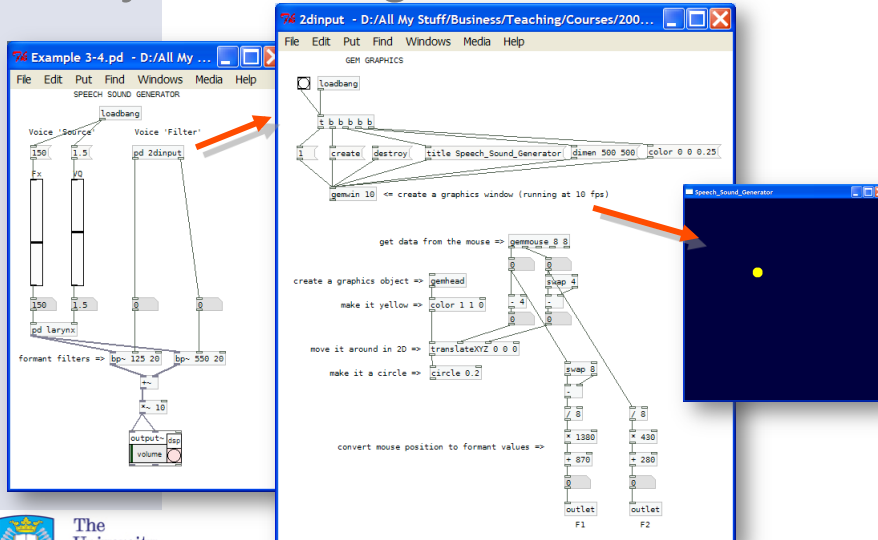 Example 3-4.pd - D:/All My ...
File Edit Put Find Windows Media Help
SPEECH SOUND GENERATOR
loadbang
Voice 'Source' Voice 'Filter'
150 1.5 pd 2dinput
Fx VQ
150 1.5 0 0
pd larynx
formant filters => bp~ 125 20 bp~ 550 20
+~
*~ 10
output~ dsp
volume
The
2dinput - D:/All My Stuff/Business/Teaching/Courses/200...
File Edit Put Find Windows Media Help
GEM GRAPHICS
loadbang
t b b b b b
1 create destroy title Speech_Sound_Generator dimen 500 500 color 0 0 0.25
gemwin 10 <= create a graphics window (running at 10 fps)
get data from the mouse => gemmouse 8 8
0 0
create a graphics object => gemhead swap 4
make it yellow => color 1 1 0 - 4 -
0 0
move it around in 2D => translateXYZ 0 0 0
make it a circle => circle 0.2 swap 8
-
/ 8 / 8
convert mouse position to formant values => * 1380 * 430
+ 870 + 280
0 0
outlet outlet
F1 F2
Speech_Sound_Generator